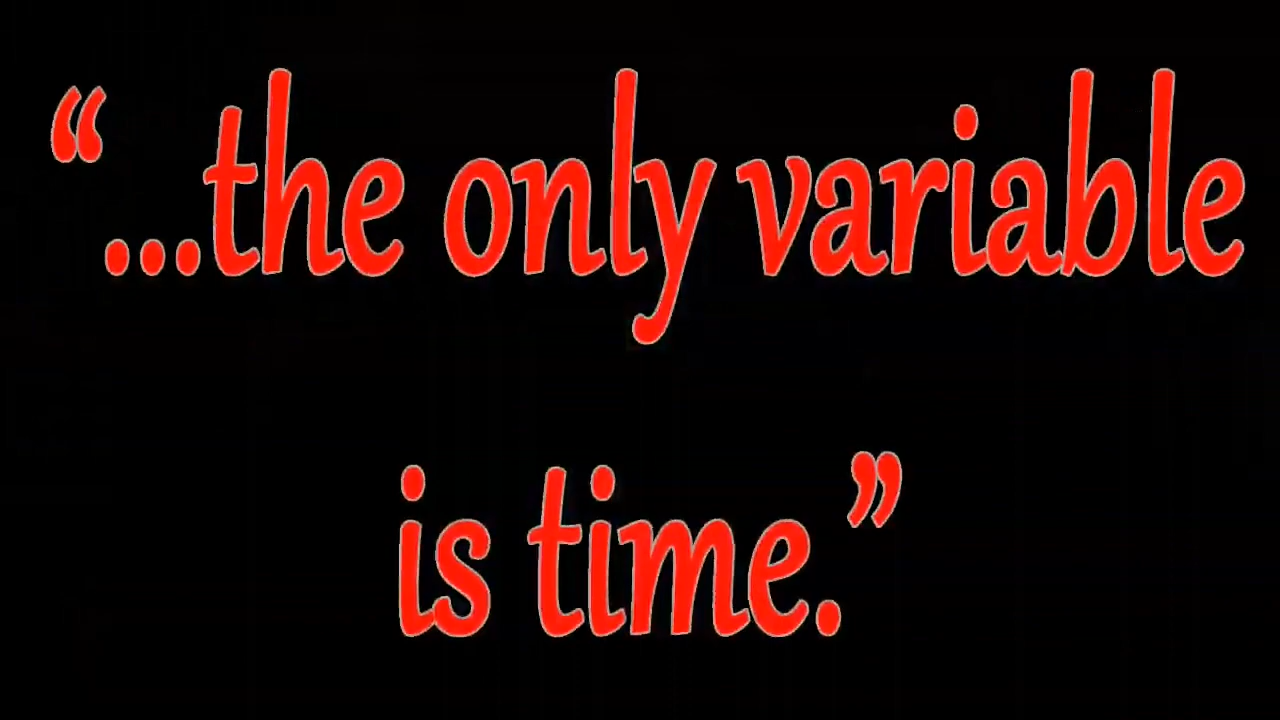 “...the only variable
is time.”